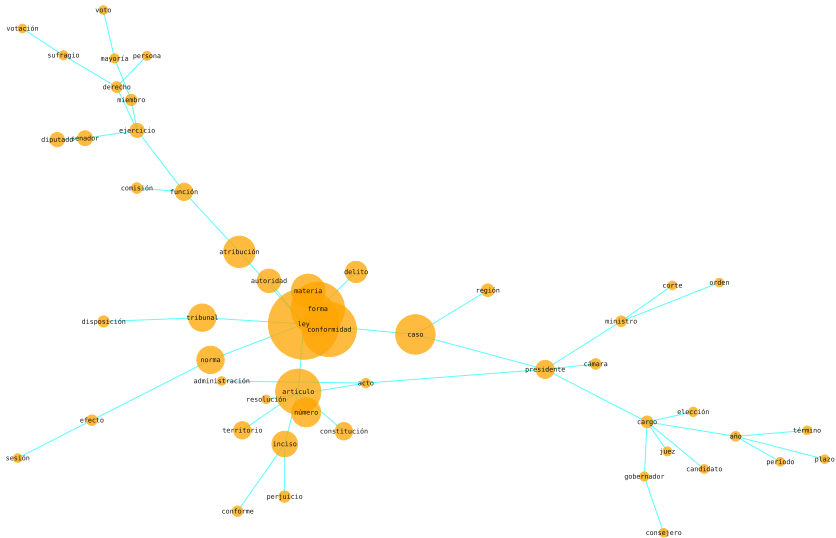 voto
votación
sufragio
mayoría
persona
derecho
miembro
ejercicio
diputado
senador
comisión
función
atribución
autoridad
delito
materia
región
corte
orden
forma
disposición
tribunal
ley
conformidad
caso
ministro
norma
cámara
presidente
administración
acto
artículo
resolución
número
elección
efecto
territorio
constitución
cargo
término
año
inciso
juez
sesión
período
plazo
candidato
gobernador
perjuicio
conforme
consejero